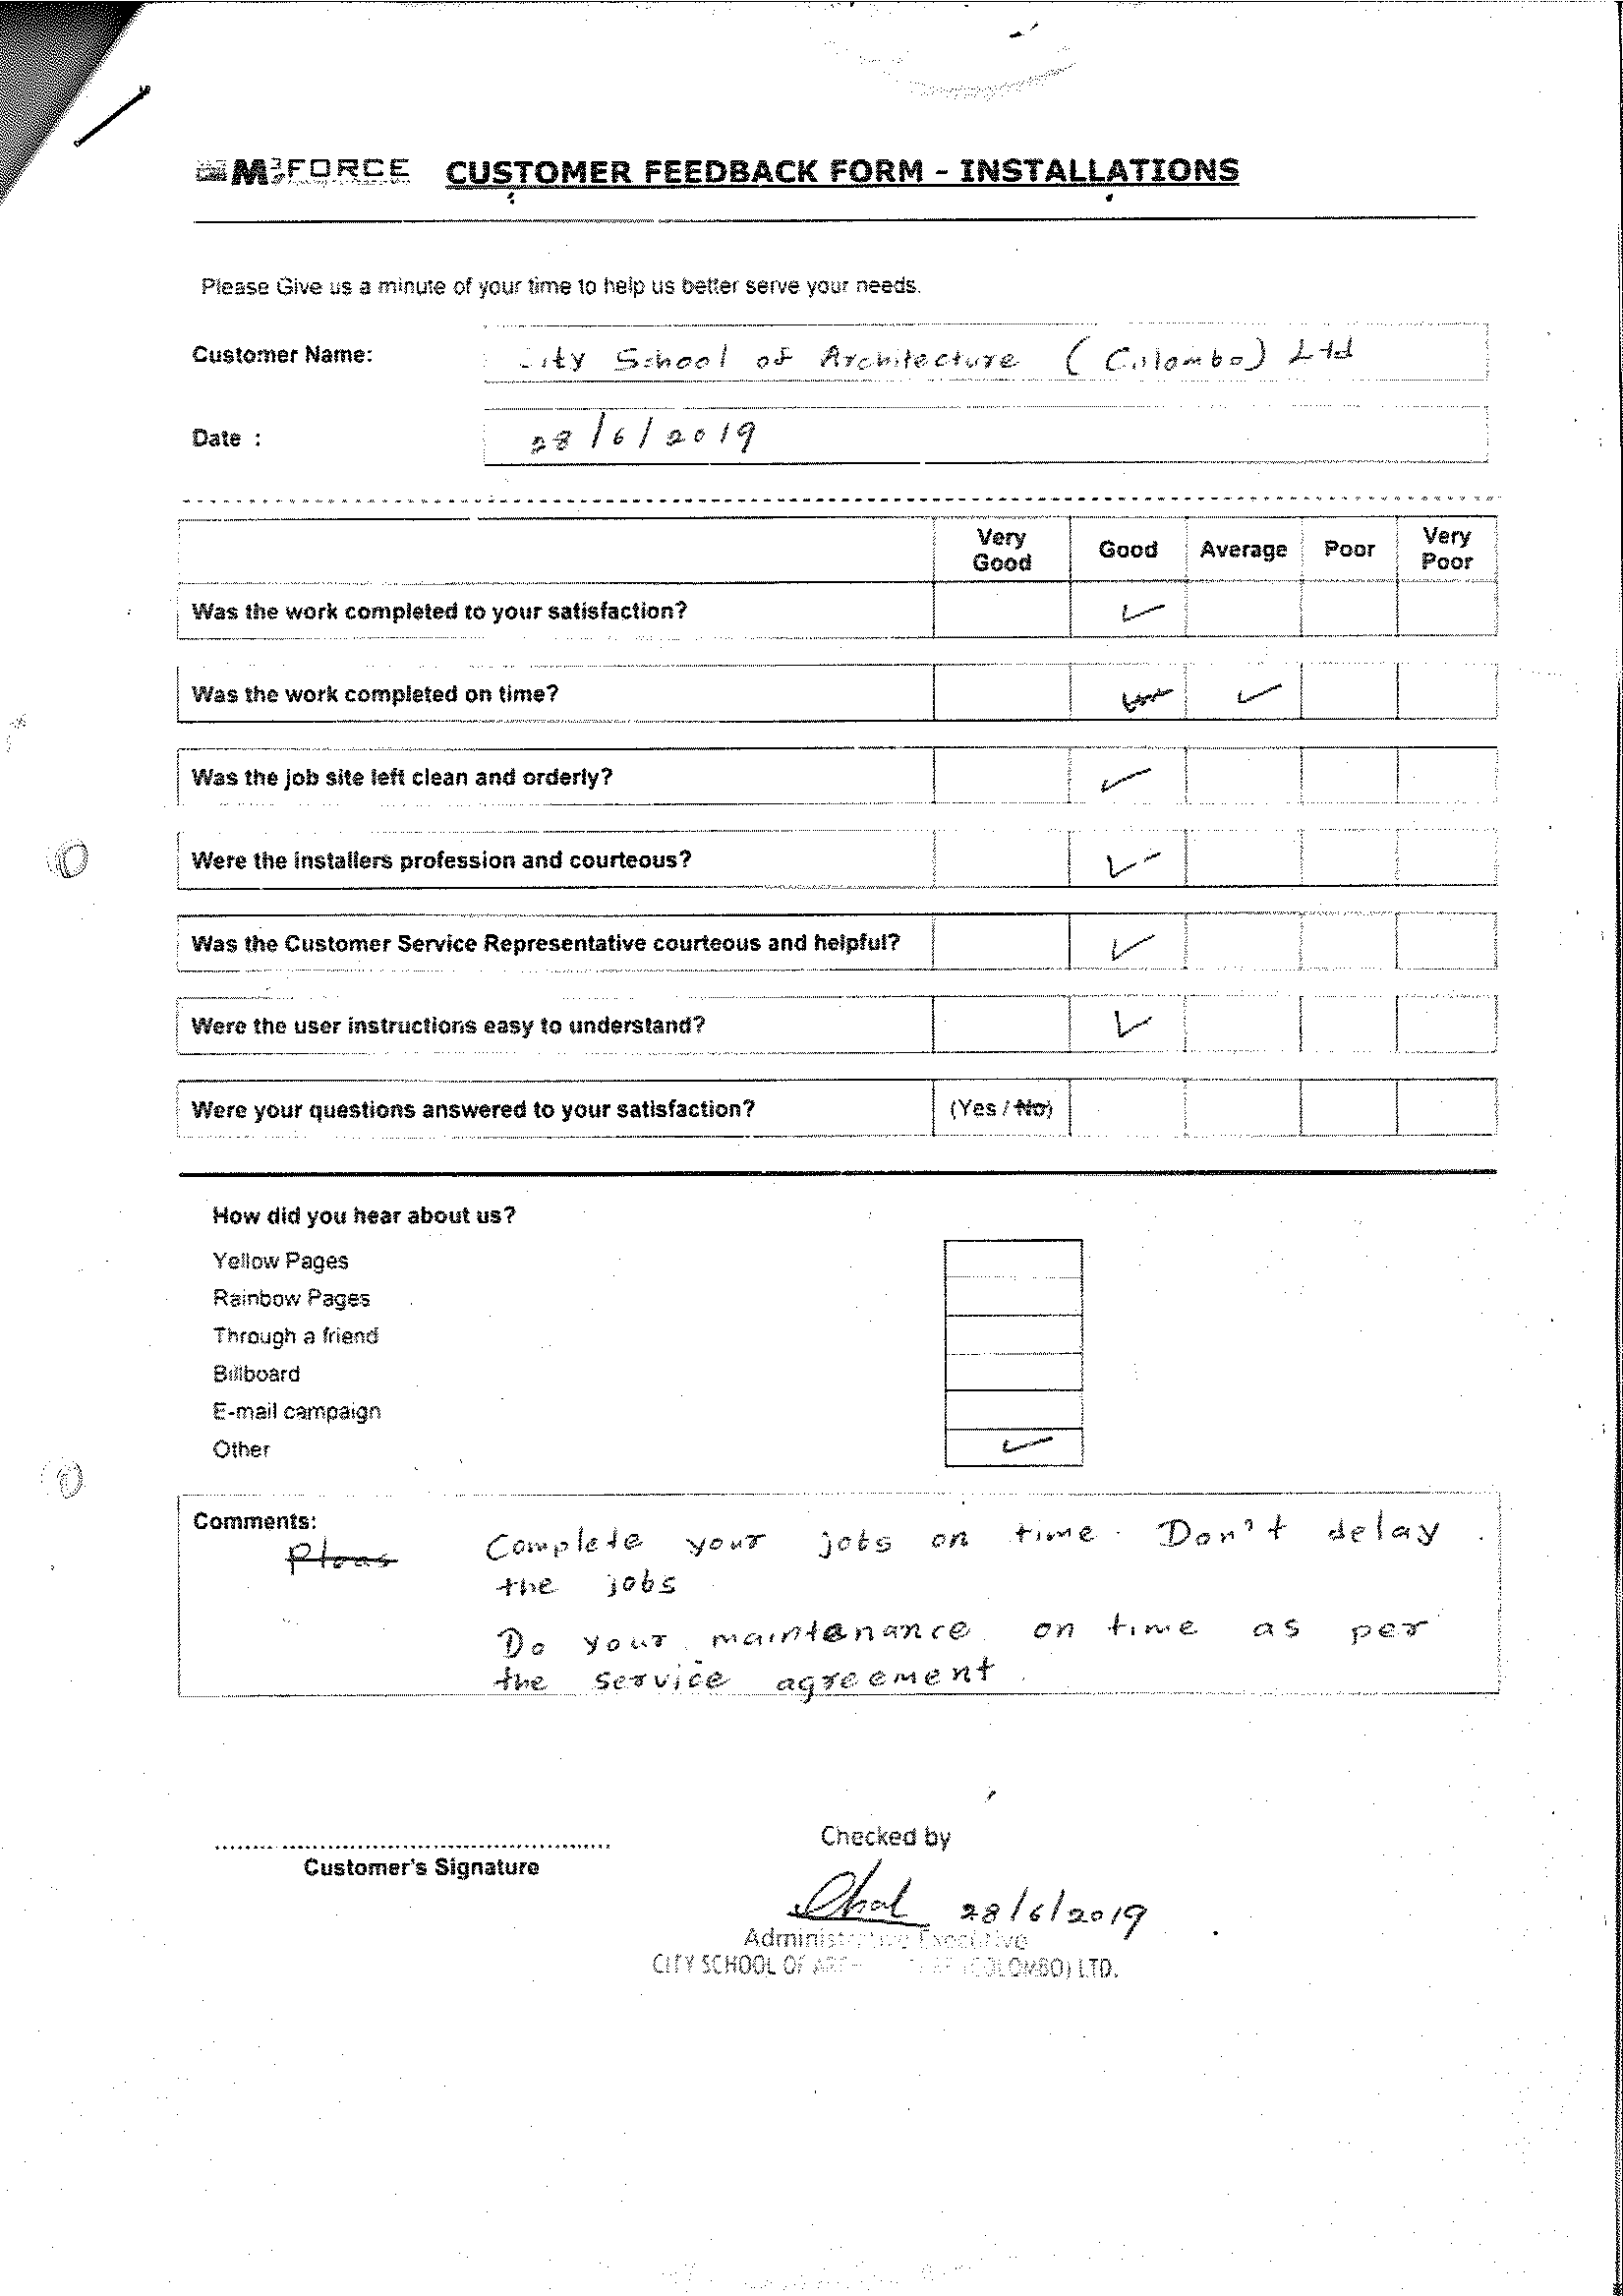 M3FORCE CUSTOMER FEEDBACK FORM - INSTALLATIONS
Please Give us a minute of your time to help us better serve your needs.
Customer Name: City School of Architecture (Colombo) Ltd
Date : 28/6/2019
Very Good Good Average Poor Very Poor
Was the work completed to your satisfaction? ✓
Was the work completed on time? ✓
Was the job site left clean and orderly? ✓
Were the installers profession and courteous? ✓
Was the Customer Service Representative courteous and helpful? ✓
Were the user instructions easy to understand? ✓
Were your questions answered to your satisfaction? (Yes / No)
How did you hear about us?
Yellow Pages
Rainbow Pages
Through a friend
Billboard
E-mail campaign
Other ✓
Comments:
Pleas Complete your jobs on time. Don't delay
the jobs
Do your maintenance on time as per
the service agreement.
Checked by
Customer's Signature
28/6/2019
Administrative Executive
CITY SCHOOL OF ARCHITECTURE (COLOMBO) LTD.